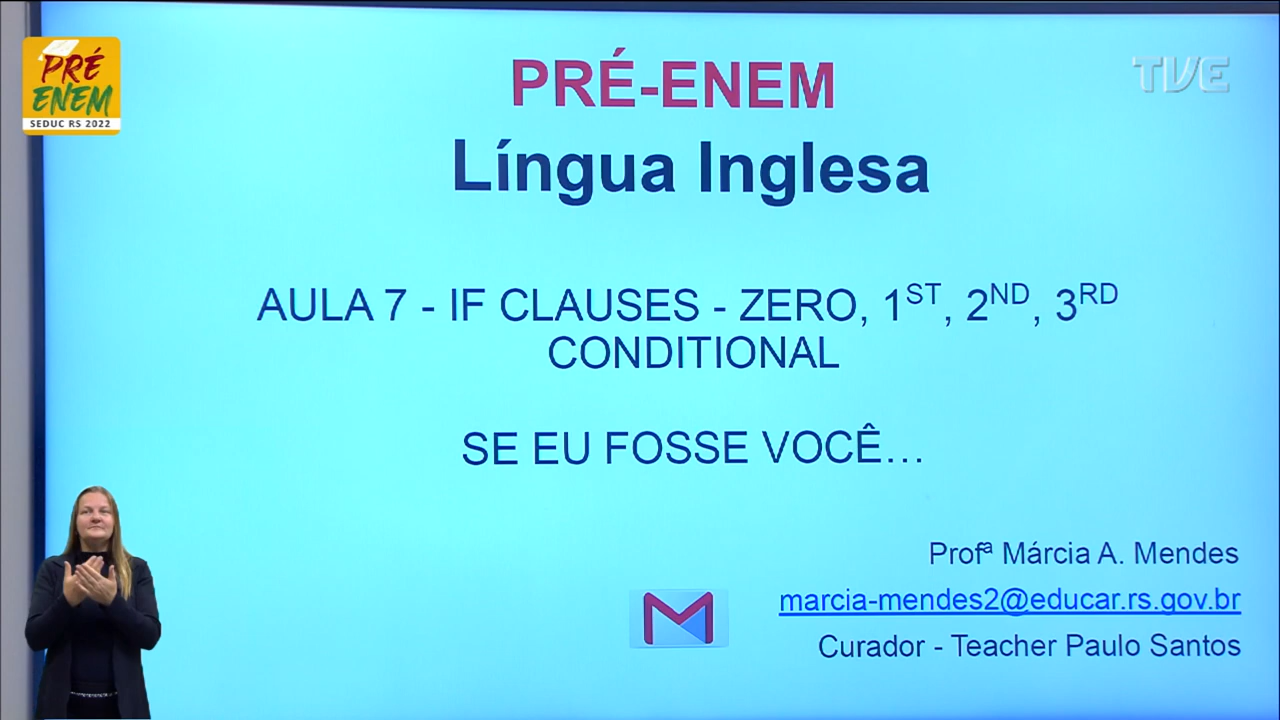 PRÉ
ENEM
SEDUC RS 2022
TVE
PRÉ-ENEM
Língua Inglesa
AULA 7 - IF CLAUSES - ZERO, 1ST, 2ND, 3RD
CONDITIONAL
SE EU FOSSE VOCÊ…
Profª Márcia A. Mendes
marcia-mendes2@educar.rs.gov.br
Curador - Teacher Paulo Santos